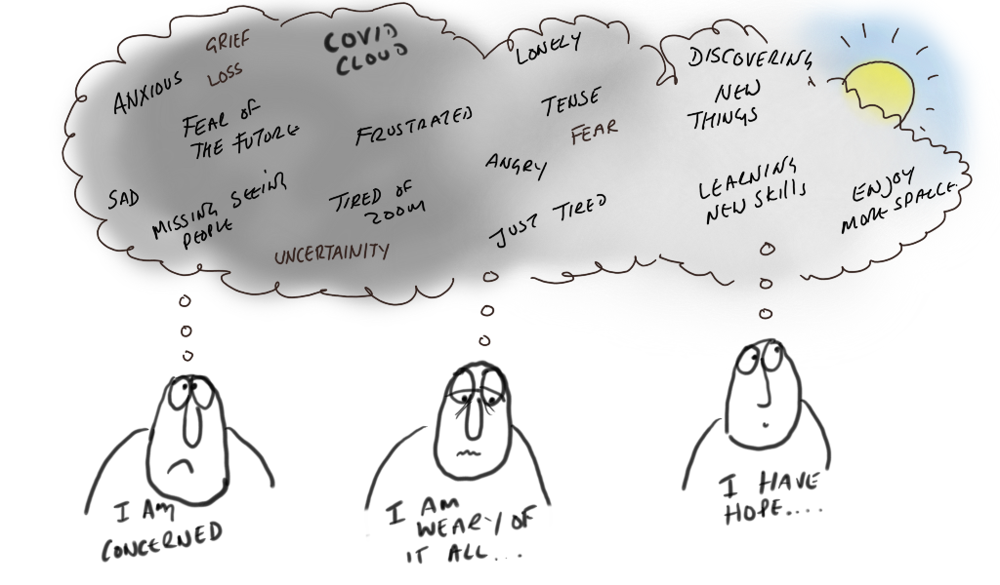 GRIEF
LOSS
ANXIOUS
COVID
CLOUD
FEAR OF
THE FUTURE
FRUSTRATED
SAD
MISSING SEEING
PEOPLE
TIRED OF
ZOOM
UNCERTAINITY
LONELY
TENSE
FEAR
ANGRY
JUST TIRED
DISCOVERING
NEW
THINGS
LEARNING
NEW SKILLS
ENJOY
MORE SPACE.
I AM
CONCERNED
I AM
WEARY OF
IT ALL...
I HAVE
HOPE....